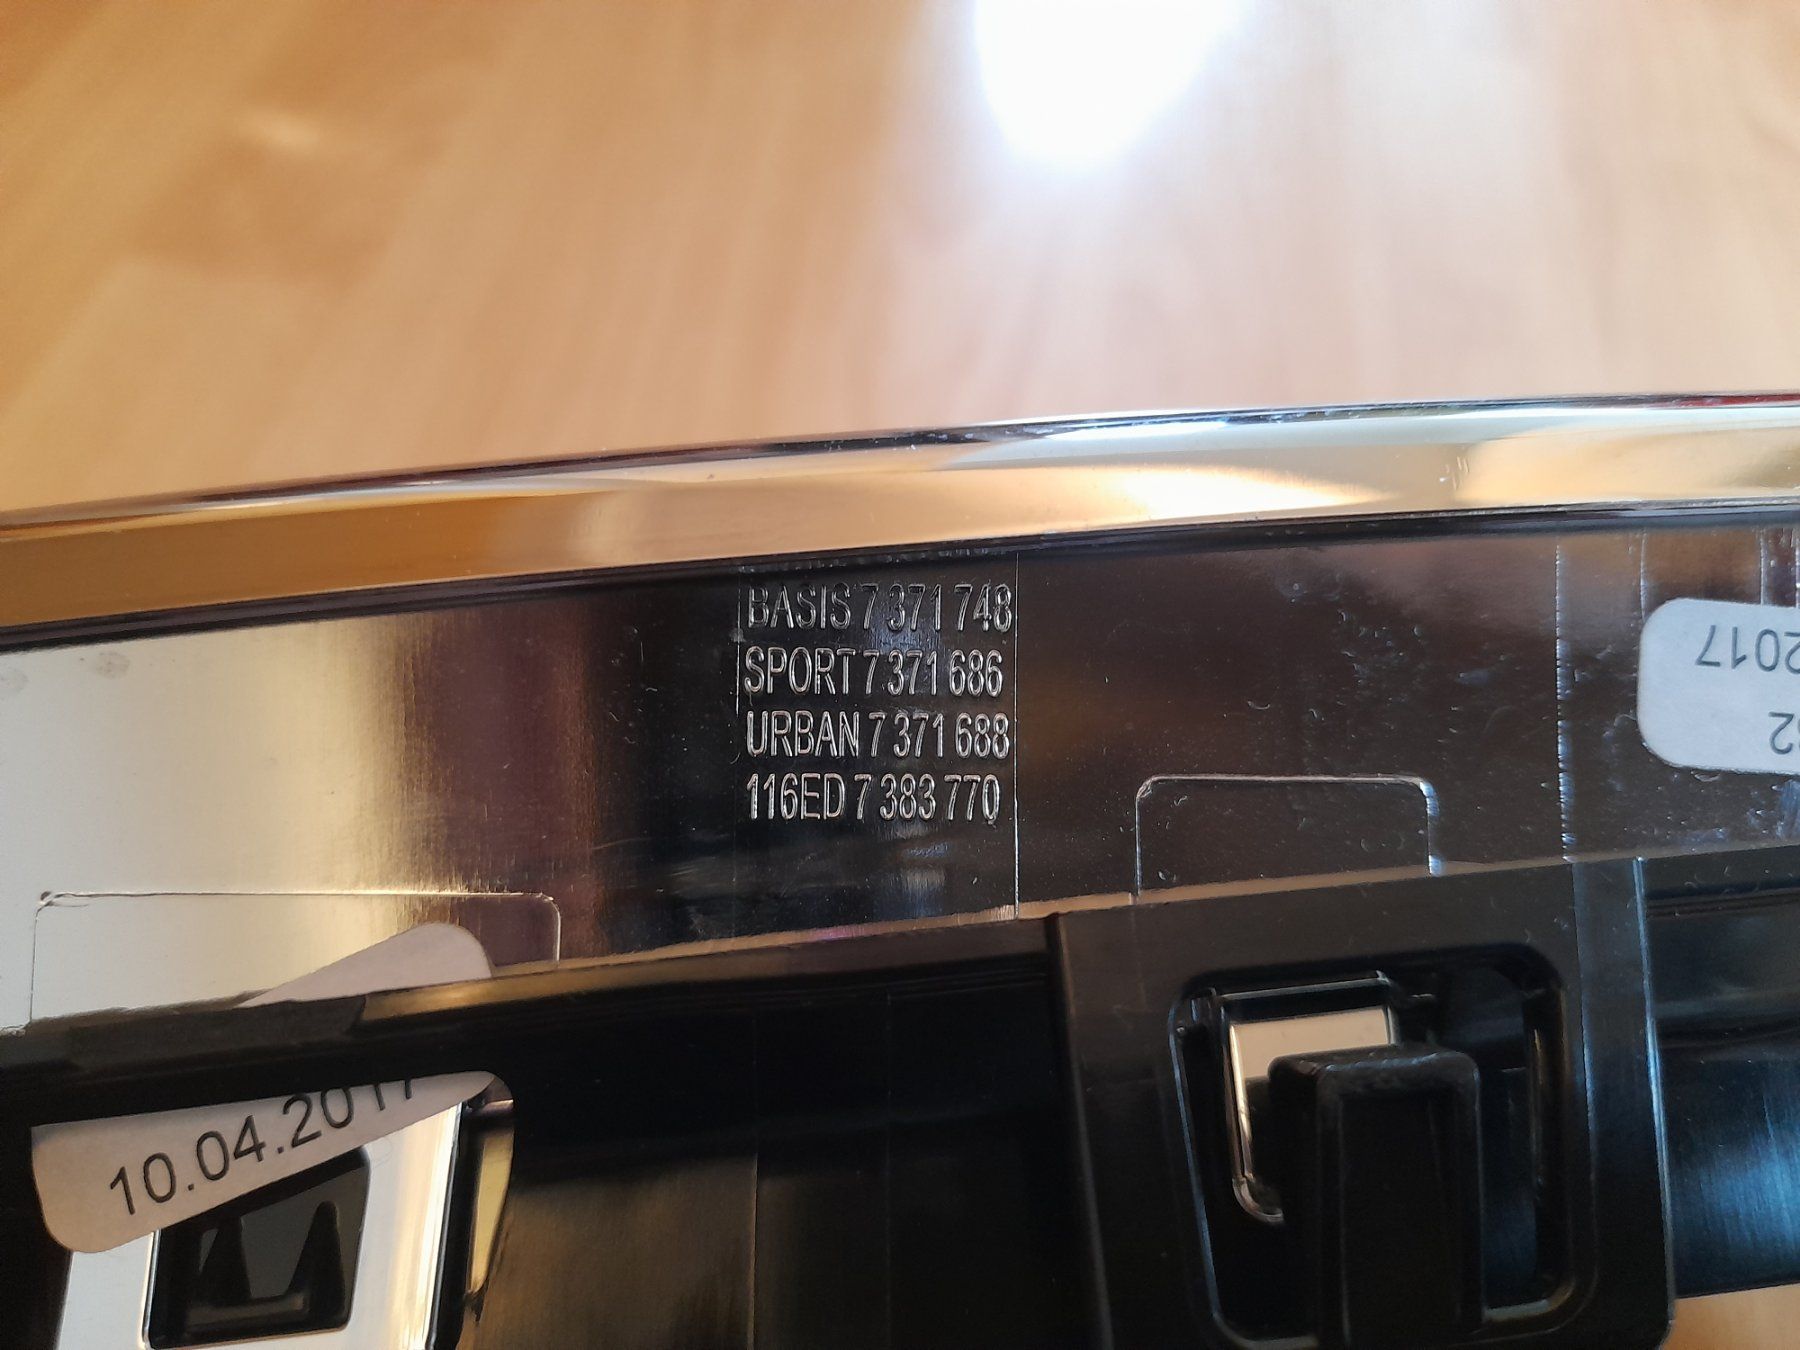 BASIS 7 371 748
SPORT 7 371 686
URBAN 7 371 688
116ED 7 383 770
2017
10.04.2017